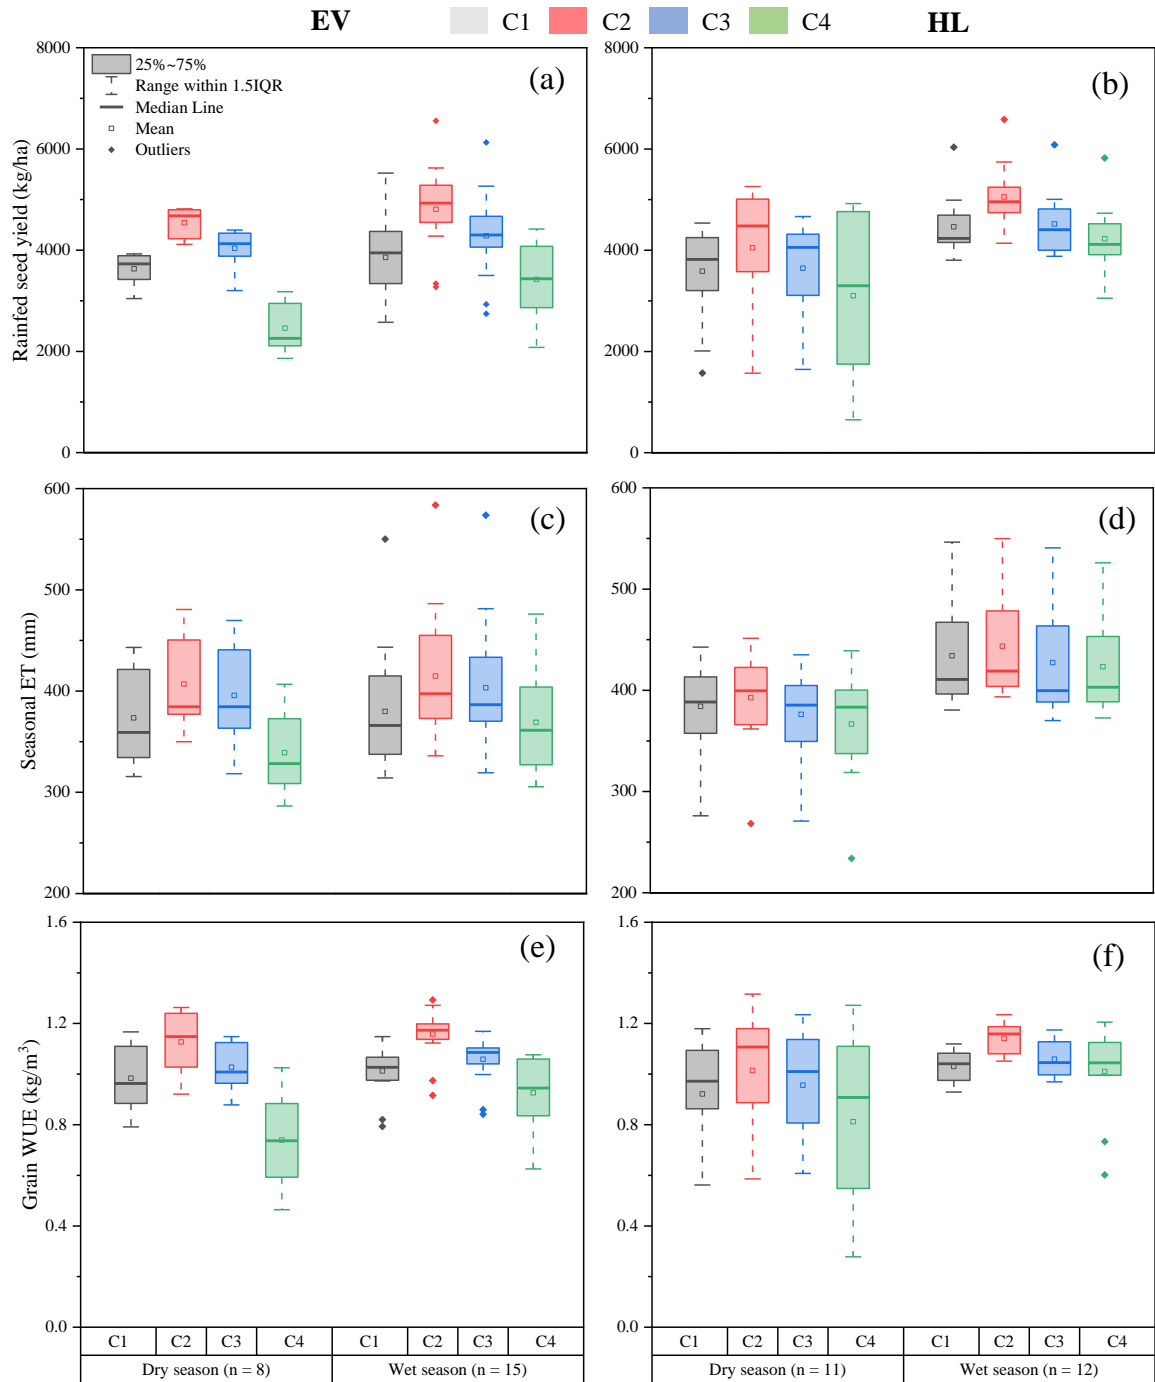 EV C1 C2 C3 C4 HL
8000
6000
4000
2000
0
Rainfed seed yield (kg/ha)
25%~75%
Range within 1.5IQR
Median Line
Mean
Outliers
(a)
8000
6000
4000
2000
0
(b)
600
500
400
300
200
Seasonal ET (mm)
(c)
600
500
400
300
200
(d)
1.6
1.2
0.8
0.4
0.0
Grain WUE (kg/m³)
(e)
1.6
1.2
0.8
0.4
0.0
(f)
C1 C2 C3 C4 C1 C2 C3 C4
Dry season (n = 8) Wet season (n = 15)
C1 C2 C3 C4 C1 C2 C3 C4
Dry season (n = 11) Wet season (n = 12)